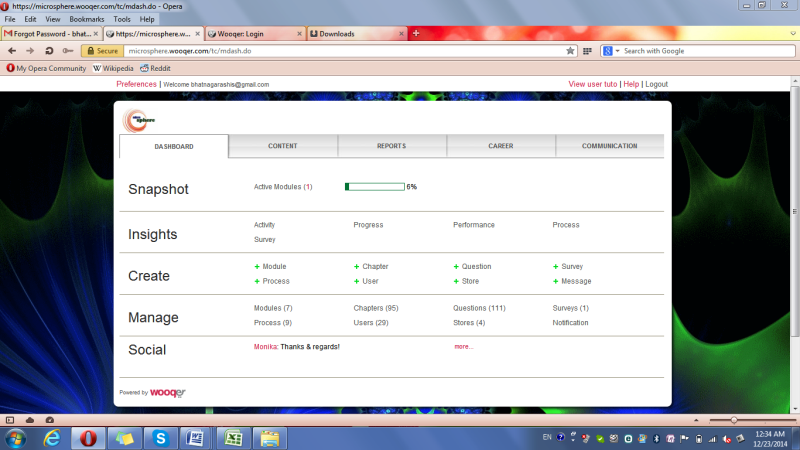 https://microsphere.wooqer.com/tc/mdash.do - Opera
File Edit View Bookmarks Tools Help
Forgot Password - bhat... https://microsphere.w... Wooqer: Login Downloads
Secure microsphere.wooqer.com/tc/mdash.do Search with Google
My Opera Community Wikipedia Reddit
Preferences | Welcome bhatnagarashis@gmail.com View user tuto | Help | Logout
sphere
DASHBOARD CONTENT REPORTS CAREER COMMUNICATION
Snapshot Active Modules (1) 6%
Insights Activity Progress Performance Process
Survey
Create + Module + Chapter + Question + Survey
+ Process + User + Store + Message
Manage Modules (7) Chapters (95) Questions (111) Surveys (1)
Process (9) Users (29) Stores (4) Notification
Social Monika: Thanks & regards! more...
Powered by wooqer
EN 12:34 AM
12/23/2014